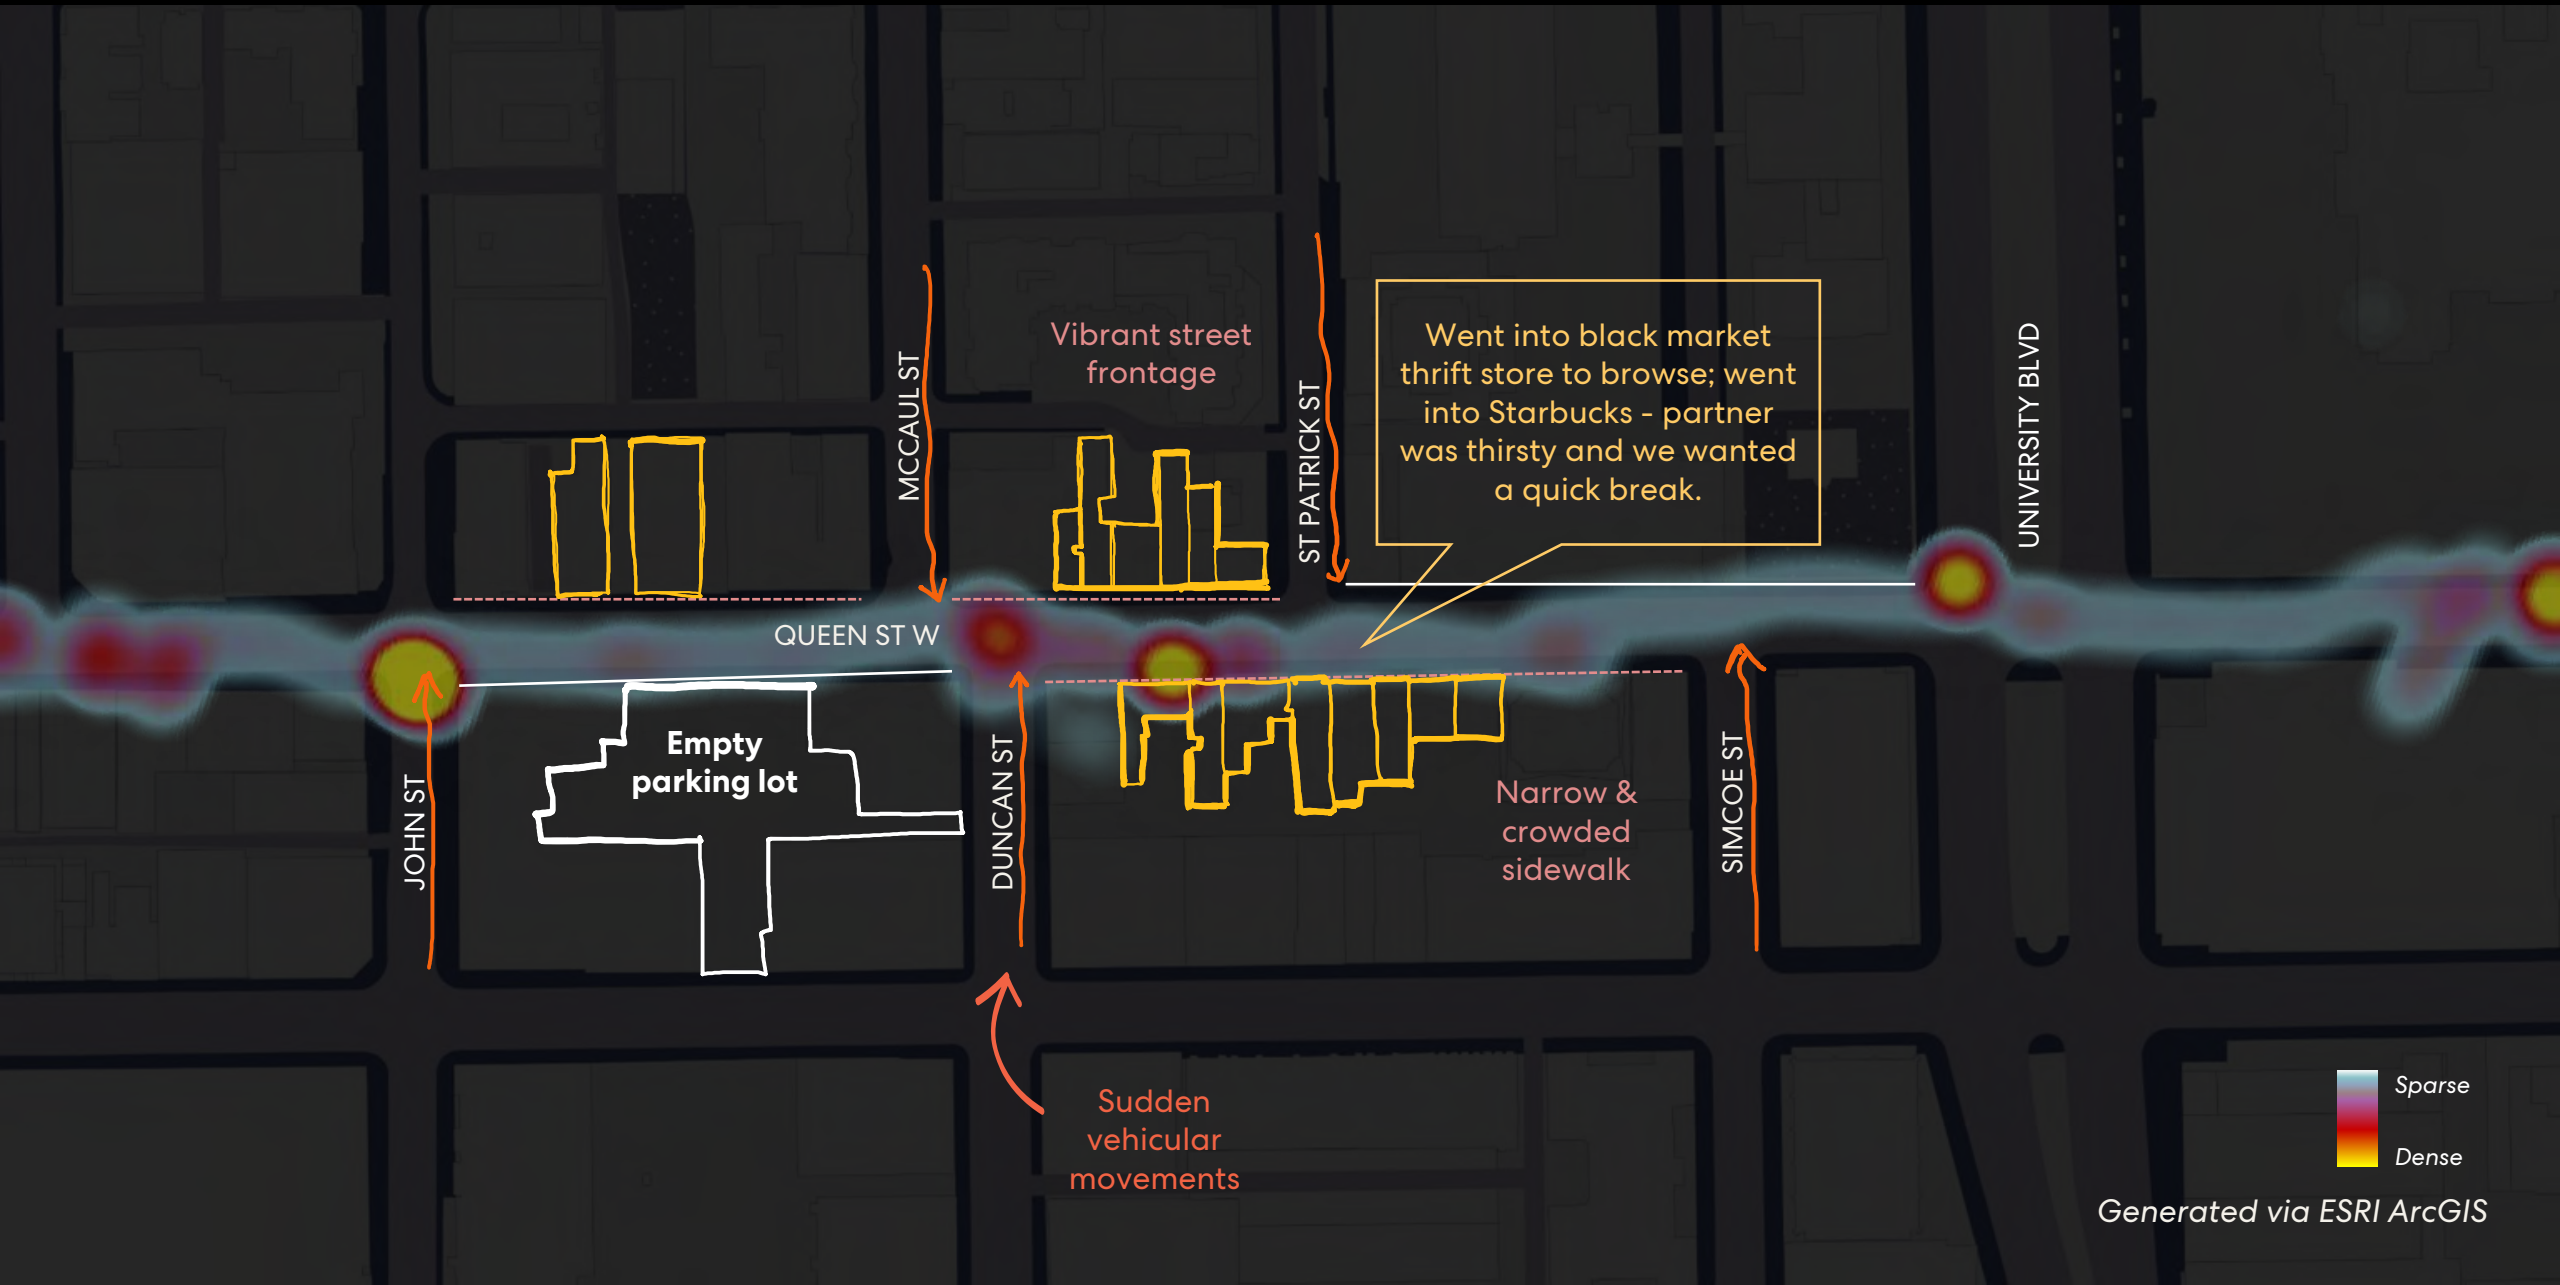 Vibrant street
frontage
Went into black market
thrift store to browse; went
into Starbucks - partner
was thirsty and we wanted
a quick break.
MCCAUL ST
ST PATRICK ST
UNIVERSITY BLVD
QUEEN ST W
Empty
parking lot
JOHN ST
DUNCAN ST
Narrow &
crowded
sidewalk
SIMCOE ST
Sudden
vehicular
movements
Sparse
Dense
Generated via ESRI ArcGIS